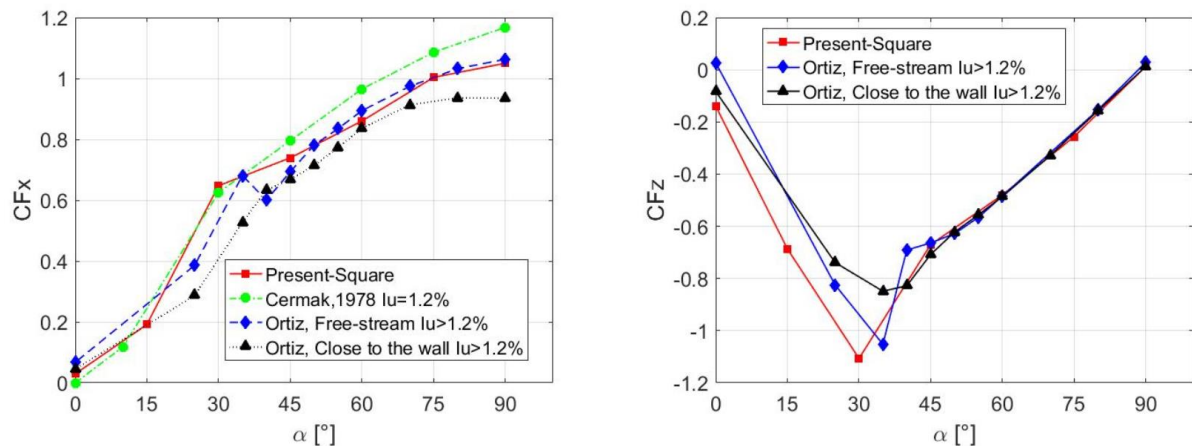 1.2
1
0.8
0.6
0.4
0.2
0
CFx
Present-Square
Cermak,1978 Iu=1.2%
Ortiz, Free-stream Iu>1.2%
Ortiz, Close to the wall Iu>1.2%
0 15 30 45 60 75 90
α [°]
0.2
0
-0.2
-0.4
-0.6
-0.8
-1
-1.2
CFz
Present-Square
Ortiz, Free-stream Iu>1.2%
Ortiz, Close to the wall Iu>1.2%
0 15 30 45 60 75 90
α [°]